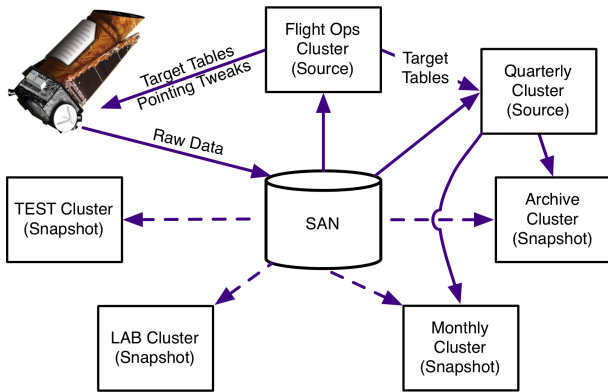 Flight Ops
Cluster
(Source)
Target Tables
Pointing Tweaks
Target
Tables
Quarterly
Cluster
(Source)
Raw Data
TEST Cluster
(Snapshot)
SAN
Archive
Cluster
(Snapshot)
LAB Cluster
(Snapshot)
Monthly
Cluster
(Snapshot)